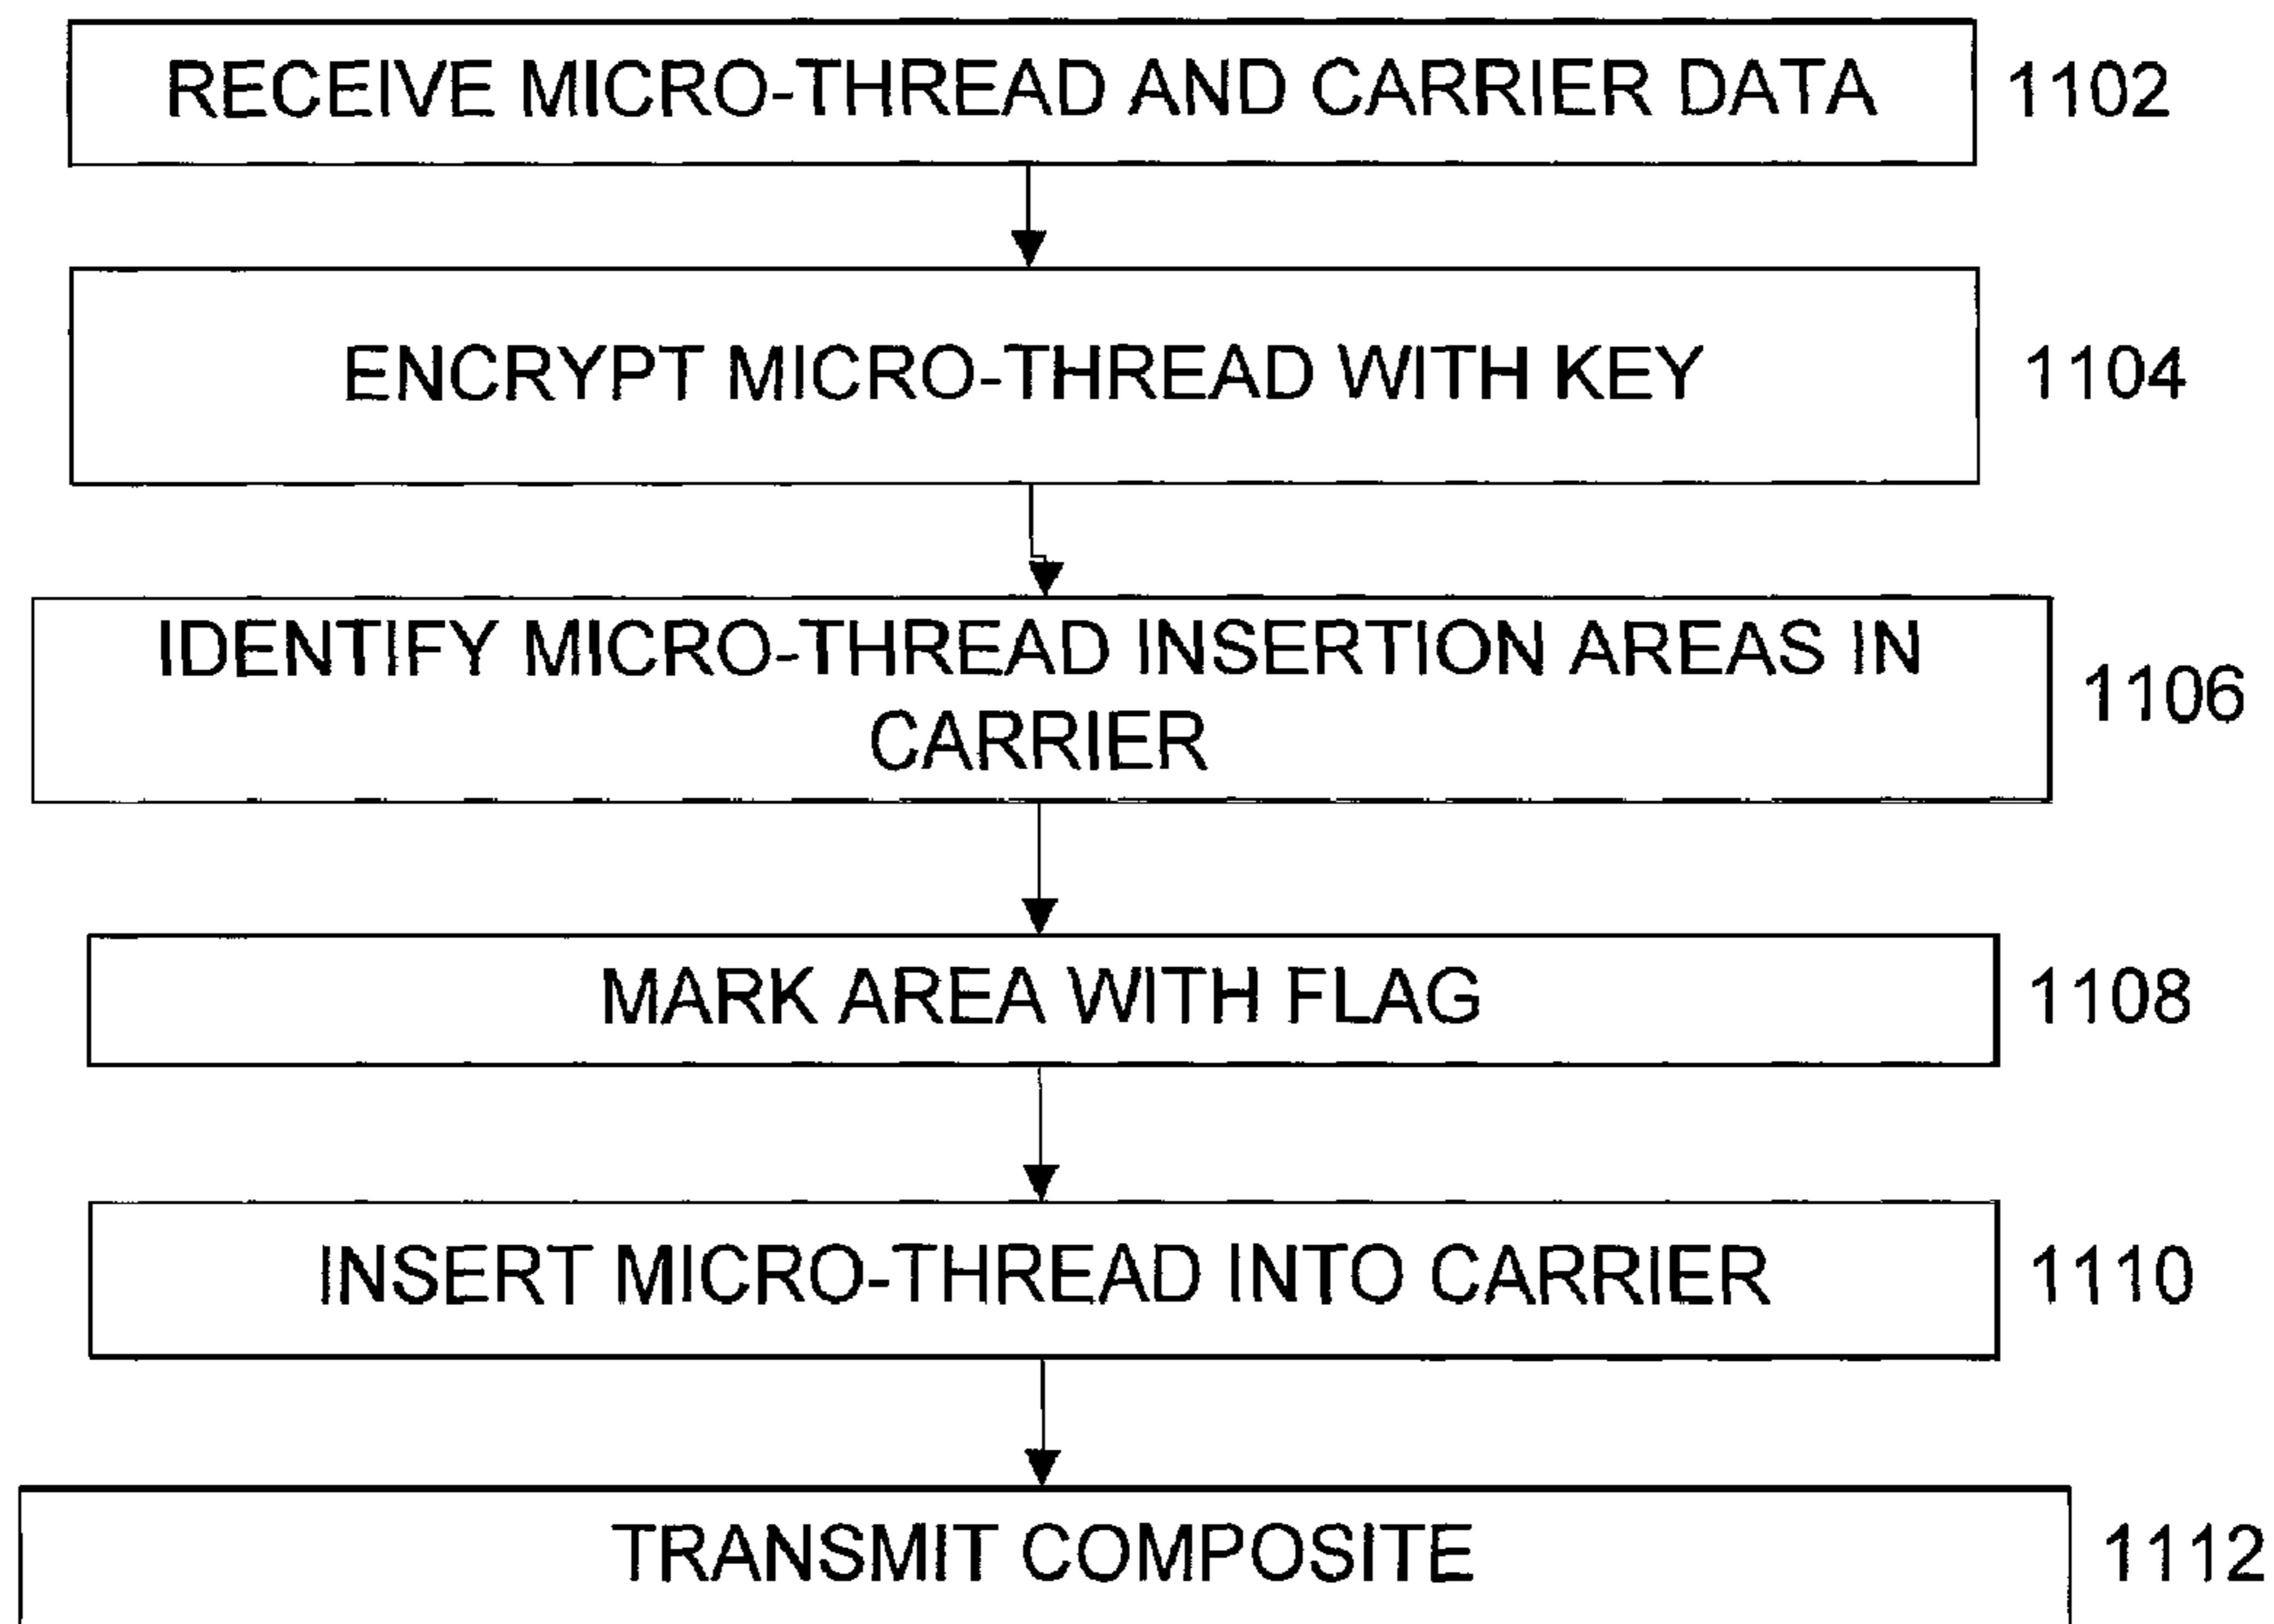 RECEIVE MICRO-THREAD AND CARRIER DATA 1102
ENCRYPT MICRO-THREAD WITH KEY 1104
IDENTIFY MICRO-THREAD INSERTION AREAS IN
CARRIER
1106
MARK AREA WITH FLAG 1108
INSERT MICRO-THREAD INTO CARRIER 1110
TRANSMIT COMPOSITE 1112